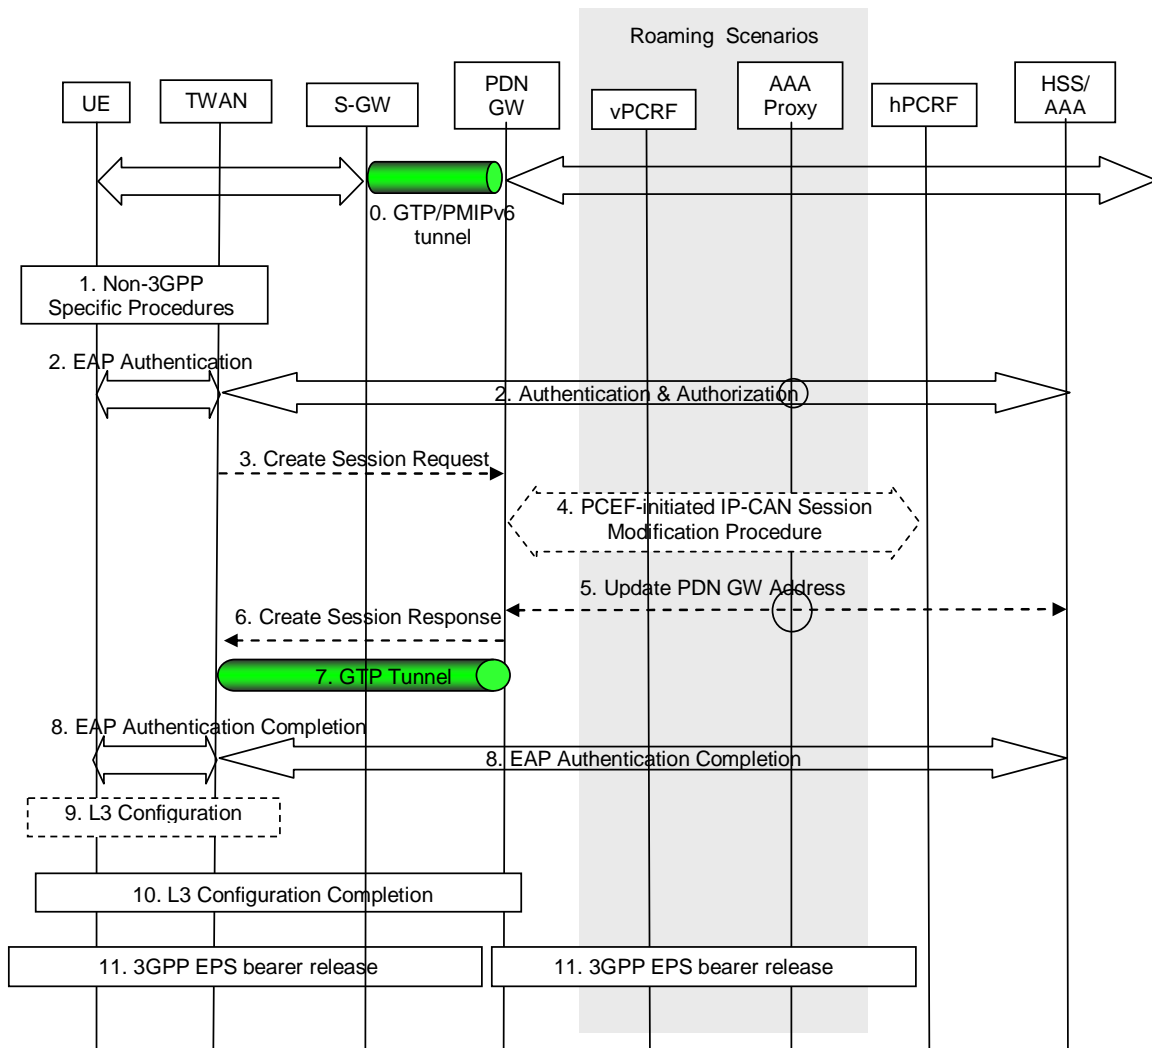 Roaming Scenarios
UE
TWAN
S-GW
PDN
GW
vPCRF
AAA
Proxy
hPCRF
HSS/
AAA
0. GTP/PMIPv6
tunnel
1. Non-3GPP
Specific Procedures
2. EAP Authentication
2. Authentication & Authorization
3. Create Session Request
4. PCEF-initiated IP-CAN Session
Modification Procedure
5. Update PDN GW Address
6. Create Session Response
7. GTP Tunnel
8. EAP Authentication Completion
8. EAP Authentication Completion
9. L3 Configuration
10. L3 Configuration Completion
11. 3GPP EPS bearer release
11. 3GPP EPS bearer release